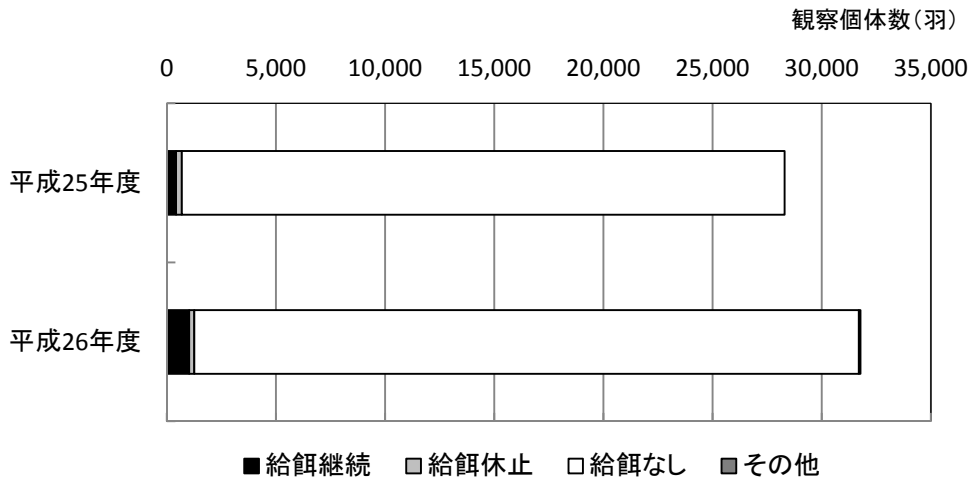 観察個体数(羽)
0 5,000 10,000 15,000 20,000 25,000 30,000 35,000
平成25年度
平成26年度
■給餌継続 □給餌休止 □給餌なし ■その他